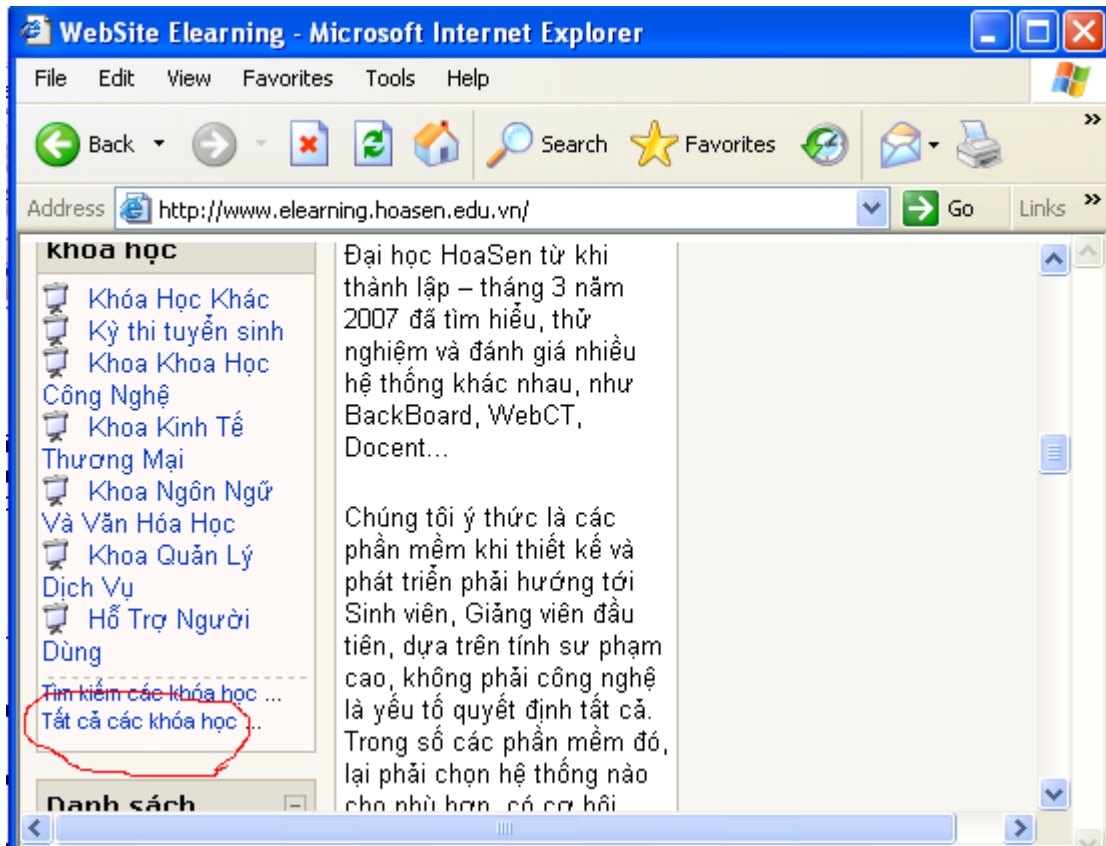 WebSite Elearning - Microsoft Internet Explorer
File Edit View Favorites Tools Help
Back Search Favorites »
Address http://www.elearning.hoasen.edu.vn/ Go Links »
khóa học
Khóa Học Khác
Kỳ thi tuyển sinh
Khoa Khoa Học
Công Nghệ
Khoa Kinh Tế
Thương Mại
Khoa Ngôn Ngữ
Và Văn Hóa Học
Khoa Quản Lý
Dịch Vụ
Hỗ Trợ Người
Dùng
Tìm kiếm các khóa học ...
Tất cả các khóa học ...
Danh sách
Đại học HoaSen từ khi
thành lập – tháng 3 năm
2007 đã tìm hiểu, thử
nghiệm và đánh giá nhiều
hệ thống khác nhau, như
BackBoard, WebCT,
Docent...
Chúng tôi ý thức là các
phần mềm khi thiết kế và
phát triển phải hướng tới
Sinh viên, Giảng viên đầu
tiên, dựa trên tính sư phạm
cao, không phải công nghệ
là yếu tố quyết định tất cả.
Trong số các phần mềm đó,
lại phải chọn hệ thống nào
cho phù hợp, có cơ hội